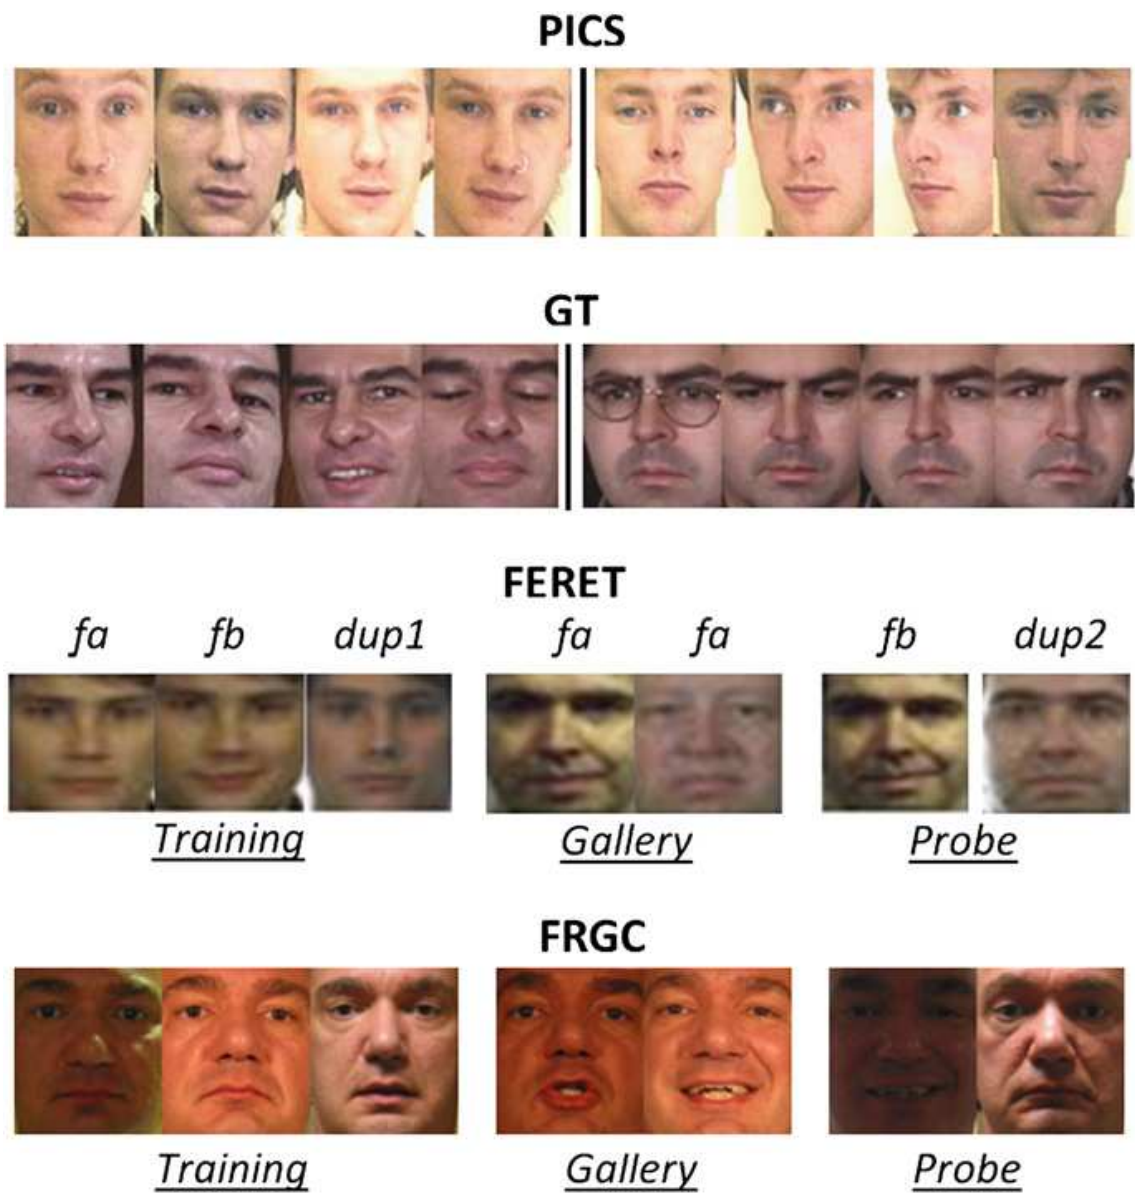 PICS
GT
FERET
fa fb dup1 fa fa fb dup2
Training Gallery Probe
FRGC
Training Gallery Probe